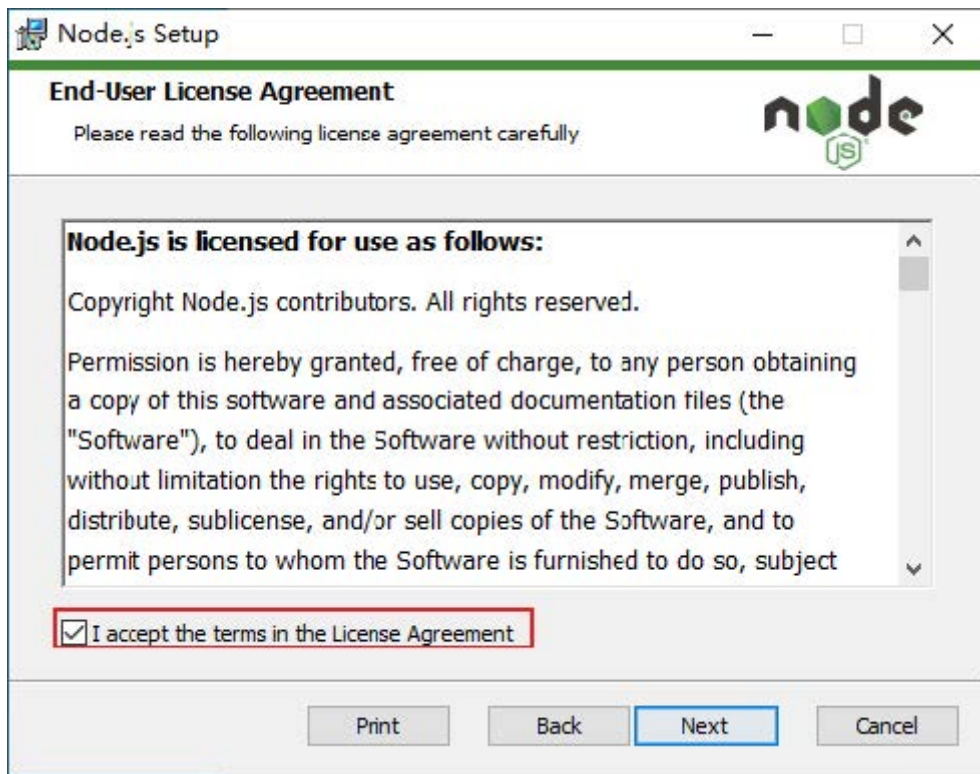 Node.js Setup
End-User License Agreement
Please read the following license agreement carefully
node
JS
Node.js is licensed for use as follows:
Copyright Node.js contributors. All rights reserved.
Permission is hereby granted, free of charge, to any person obtaining
a copy of this software and associated documentation files (the
"Software"), to deal in the Software without restriction, including
without limitation the rights to use, copy, modify, merge, publish,
distribute, sublicense, and/or sell copies of the Software, and to
permit persons to whom the Software is furnished to do so, subject
I accept the terms in the License Agreement
Print Back Next Cancel